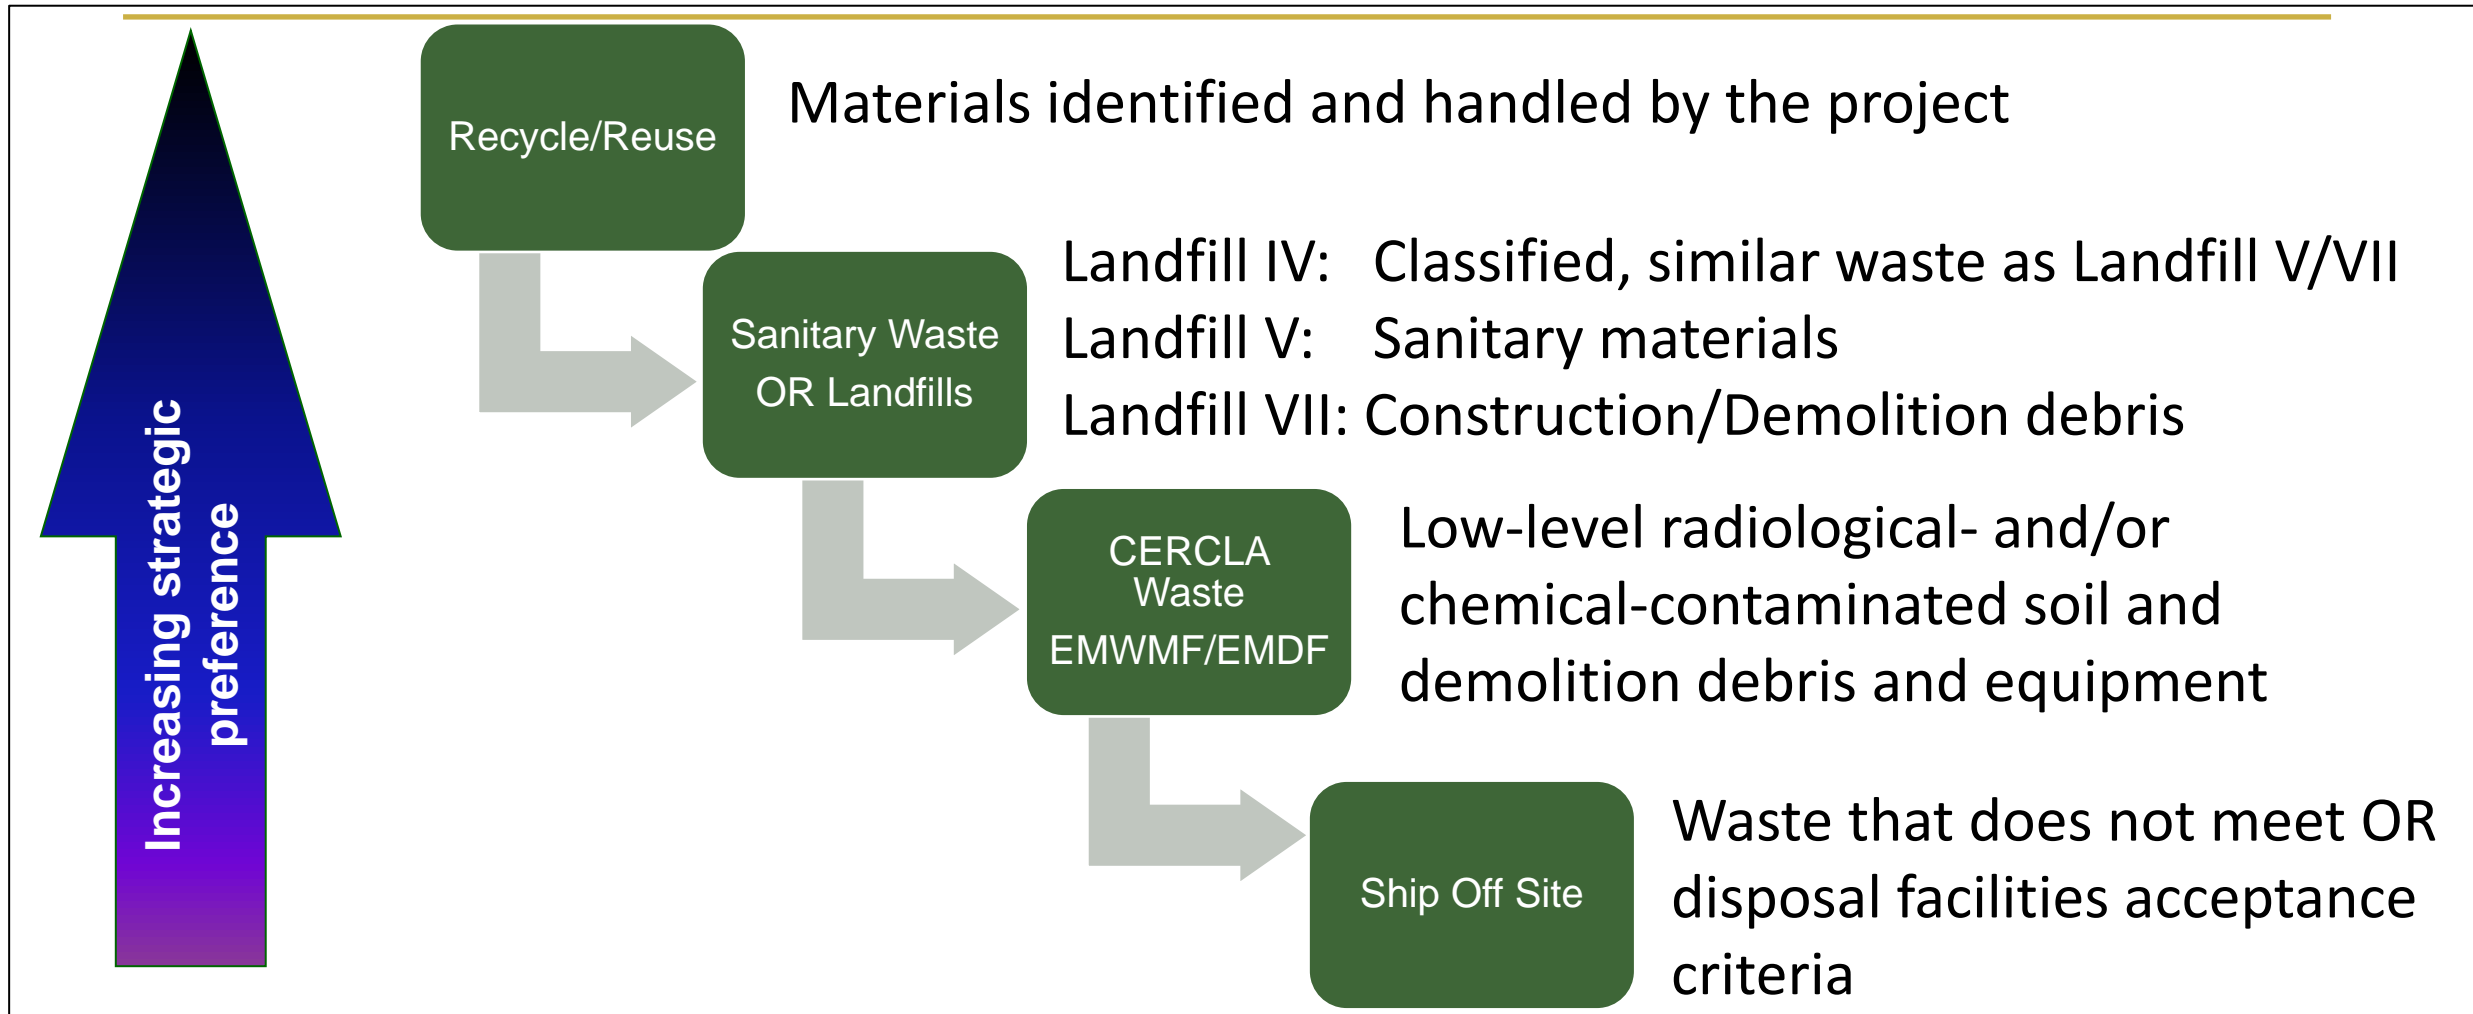 Increasing strategic
preference
Recycle/Reuse
Materials identified and handled by the project
Sanitary Waste
OR Landfills
Landfill IV: Classified, similar waste as Landfill V/VII
Landfill V: Sanitary materials
Landfill VII: Construction/Demolition debris
CERCLA
Waste
EMWMF/EMDF
Low-level radiological- and/or
chemical-contaminated soil and
demolition debris and equipment
Ship Off Site
Waste that does not meet OR
disposal facilities acceptance
criteria